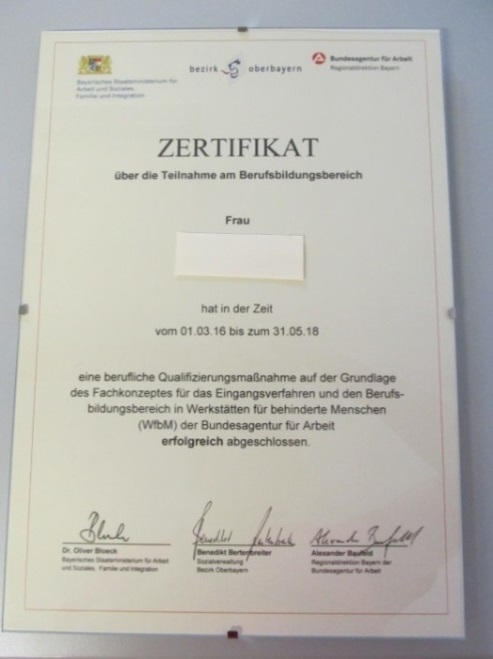 bezirk oberbayern
Bundesagentur für Arbeit
Regionaldirektion Bayern
Bayerisches Staatsministerium für
Arbeit und Soziales,
Familie und Integration
ZERTIFIKAT
über die Teilnahme am Berufsbildungsbereich
Frau
hat in der Zeit
vom 01.03.16 bis zum 31.05.18
eine berufliche Qualifizierungsmaßnahme auf der Grundlage
des Fachkonzeptes für das Eingangsverfahren und den Berufs-
bildungsbereich in Werkstätten für behinderte Menschen
(WfbM) der Bundesagentur für Arbeit
erfolgreich abgeschlossen.
Dr. Oliver Bloeck
Bayerisches Staatsministerium für Arbeit
und Soziales, Familie und Integration
Benedikt
Sozialverwaltung
Bezirk Oberbayern
Alexander Baufeld
Regionaldirektion Bayern der
Bundesagentur für Arbeit